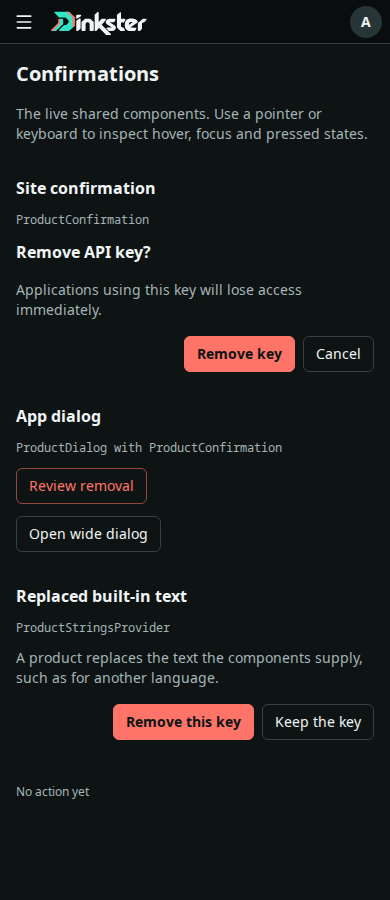 Dinkster
A
Confirmations
The live shared components. Use a pointer or
keyboard to inspect hover, focus and pressed states.
Site confirmation
ProductConfirmation
Remove API key?
Applications using this key will lose access
immediately.
Remove key
Cancel
App dialog
ProductDialog with ProductConfirmation
Review removal
Open wide dialog
Replaced built-in text
ProductStringsProvider
A product replaces the text the components supply,
such as for another language.
Remove this key
Keep the key
No action yet